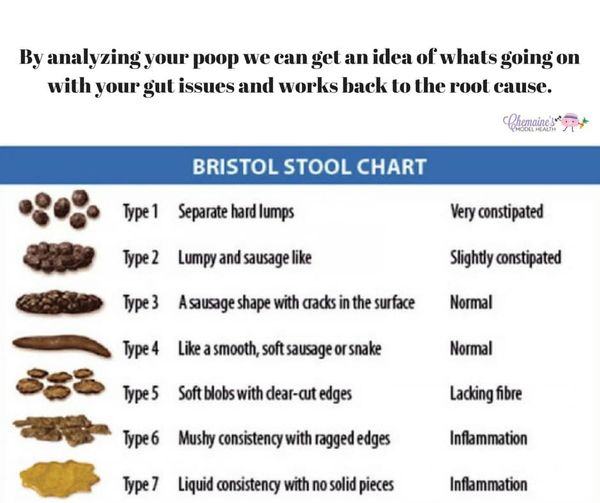 By analyzing your poop we can get an idea of whats going on
with your gut issues and works back to the root cause.
Chemaine's
MODEL HEALTH
BRISTOL STOOL CHART
Type 1 Separate hard lumps Very constipated
Type 2 Lumpy and sausage like Slightly constipated
Type 3 A sausage shape with cracks in the surface Normal
Type 4 Like a smooth, soft sausage or snake Normal
Type 5 Soft blobs with clear-cut edges Lacking fibre
Type 6 Mushy consistency with ragged edges Inflammation
Type 7 Liquid consistency with no solid pieces Inflammation